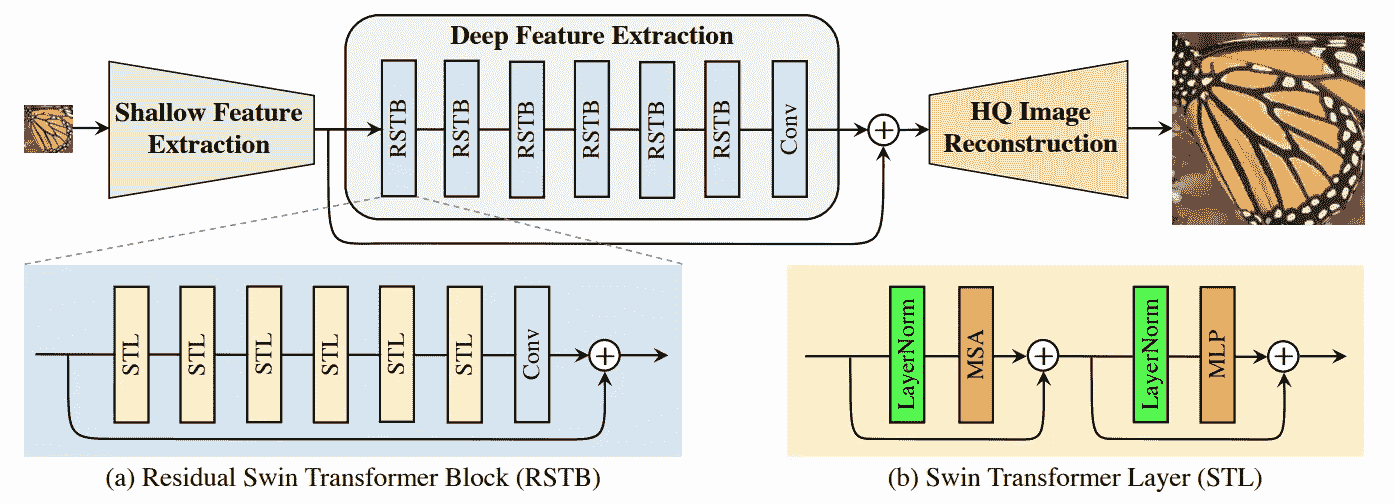 Deep Feature Extraction
Shallow Feature
Extraction
RSTB
RSTB
RSTB
RSTB
RSTB
RSTB
Conv
HQ Image
Reconstruction
STL
STL
STL
STL
STL
STL
Conv
(a) Residual Swin Transformer Block (RSTB)
LayerNorm
MSA
LayerNorm
MLP
(b) Swin Transformer Layer (STL)